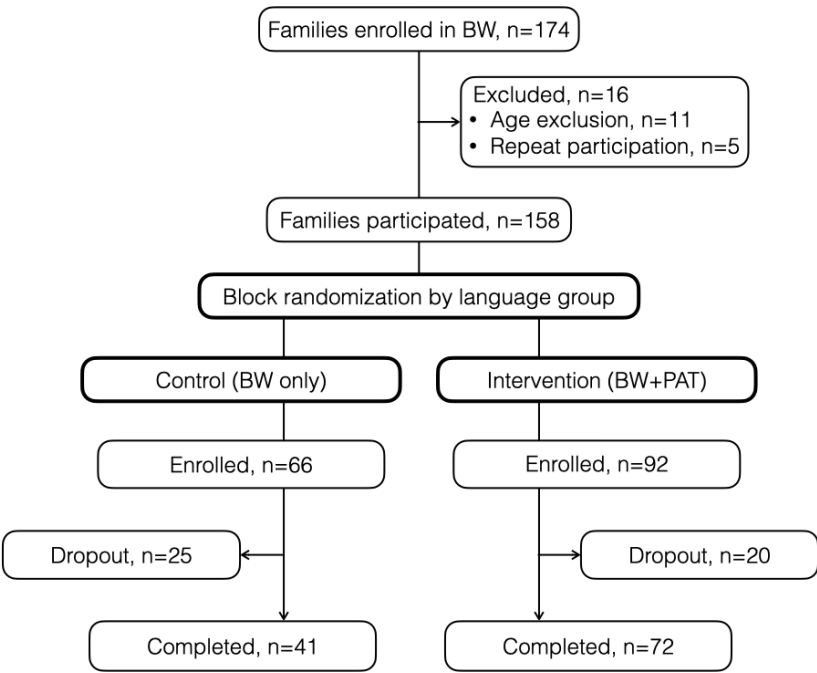 Families enrolled in BW, n=174
Excluded, n=16
• Age exclusion, n=11
• Repeat participation, n=5
Families participated, n=158
Block randomization by language group
Control (BW only)
Intervention (BW+PAT)
Enrolled, n=66
Enrolled, n=92
Dropout, n=25
Dropout, n=20
Completed, n=41
Completed, n=72